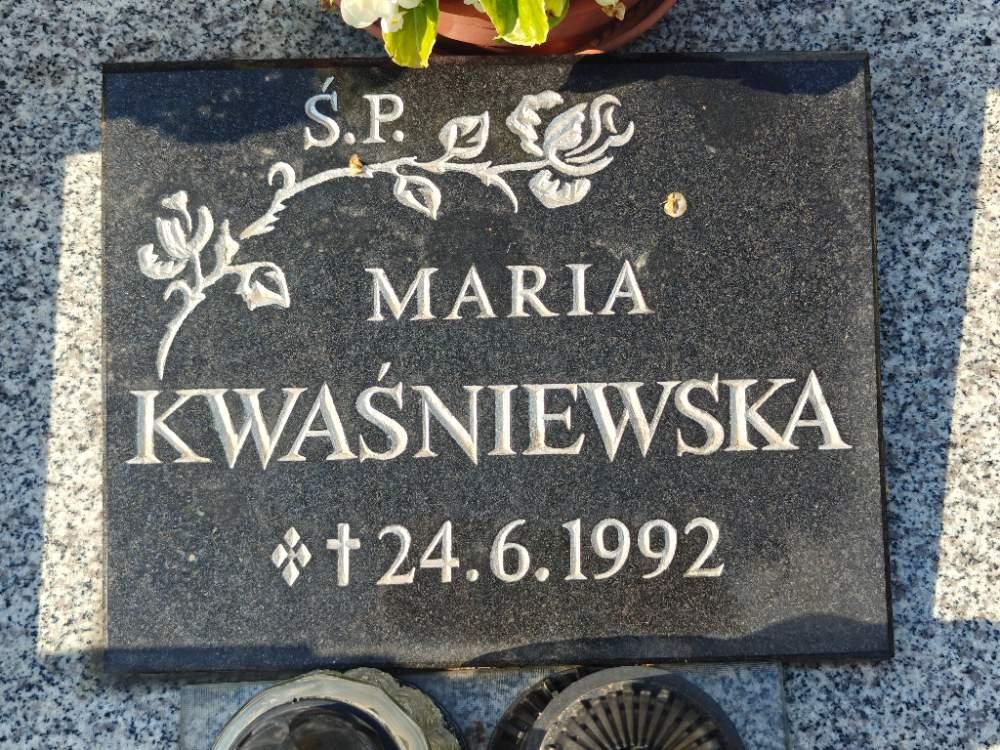 Ś.P.
MARIA
KWAŚNIEWSKA
✝ 24.6.1992